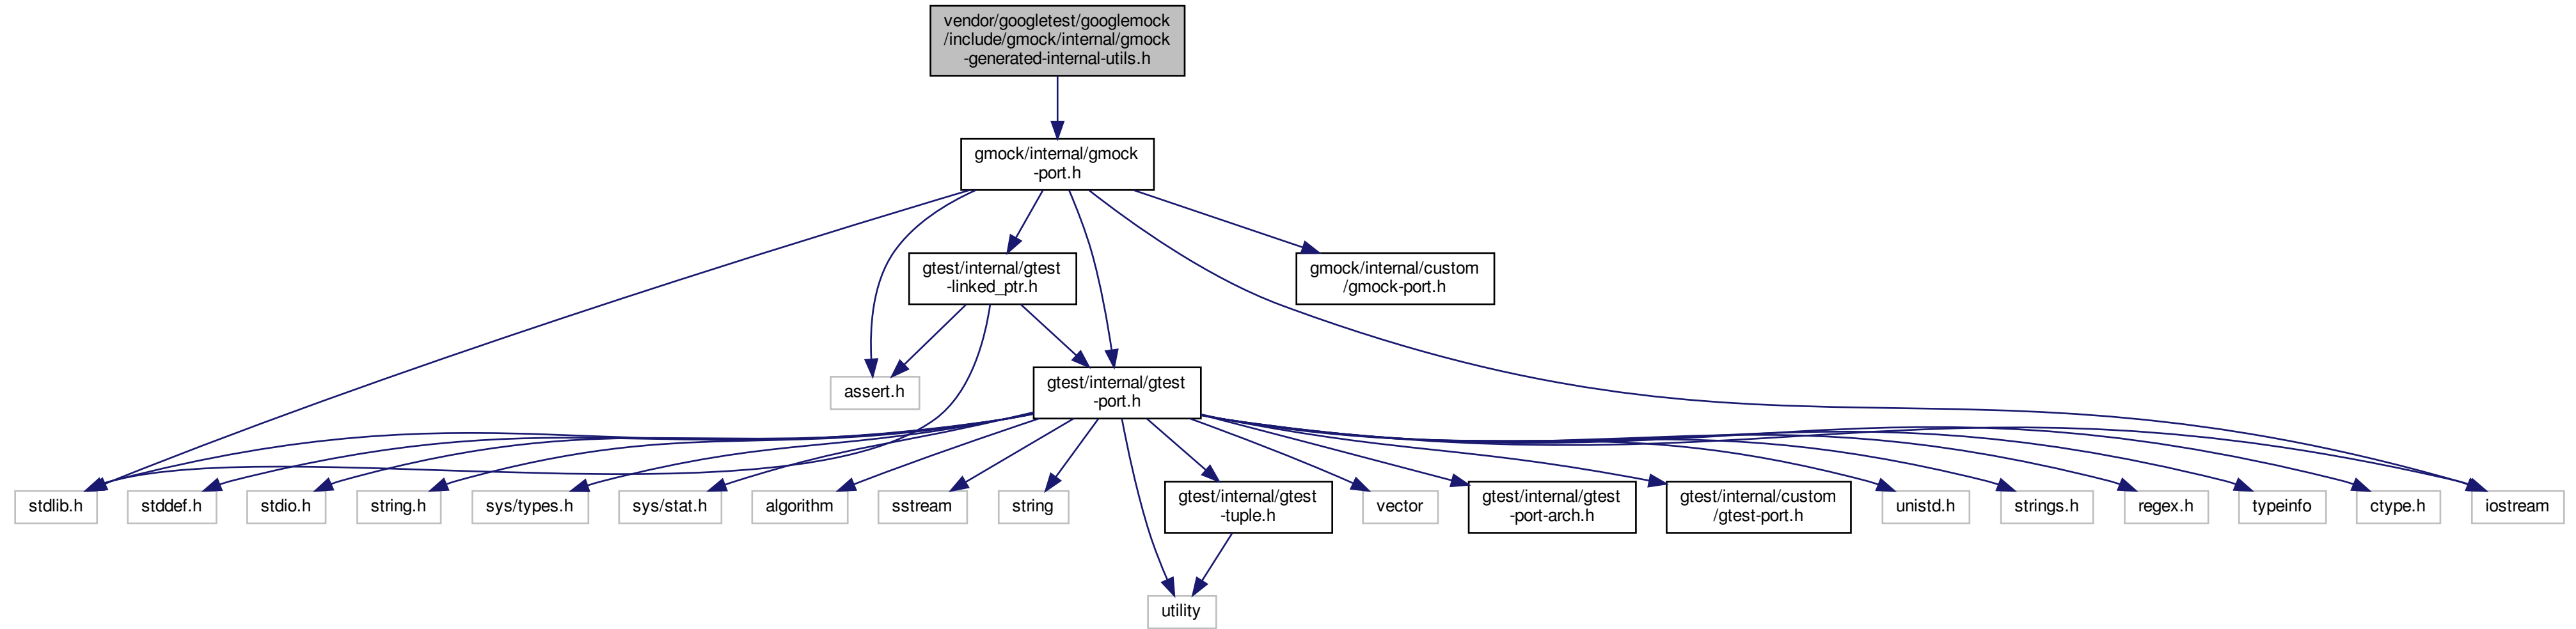 vendor/googletest/googlemock
/include/gmock/internal/gmock
-generated-internal-utils.h
gmock/internal/gmock
-port.h
gtest/internal/gtest
-linked_ptr.h
gmock/internal/custom
/gmock-port.h
assert.h
gtest/internal/gtest
-port.h
stdlib.h
stddef.h
stdio.h
string.h
sys/types.h
sys/stat.h
algorithm
sstream
string
gtest/internal/gtest
-tuple.h
vector
gtest/internal/gtest
-port-arch.h
gtest/internal/custom
/gtest-port.h
unistd.h
strings.h
regex.h
typeinfo
ctype.h
iostream
utility